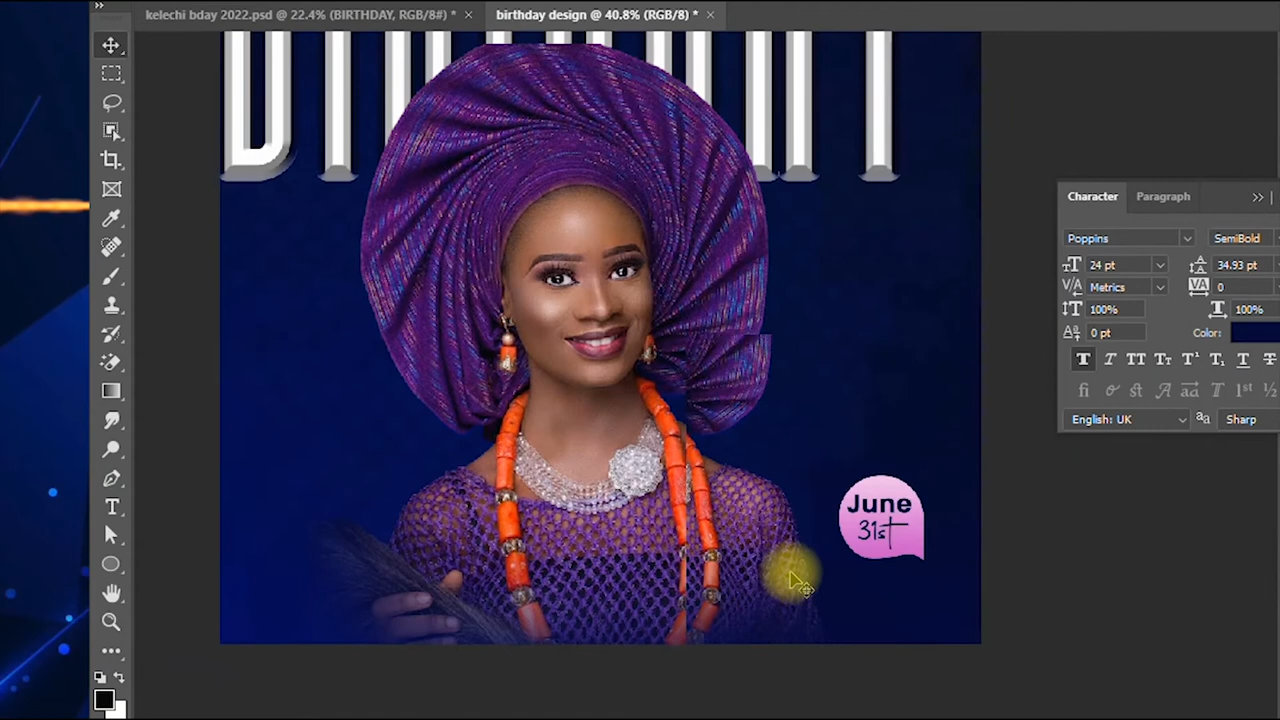 kelechi bday 2022.psd @ 22.4% (BIRTHDAY, RGB/8#) *
birthday design @ 40.8% (RGB/8) *
Character
Paragraph
Poppins
SemiBold
24 pt
34.93 pt
Metrics
0
100%
100%
0 pt
Color:
English: UK
Sharp
June
31st